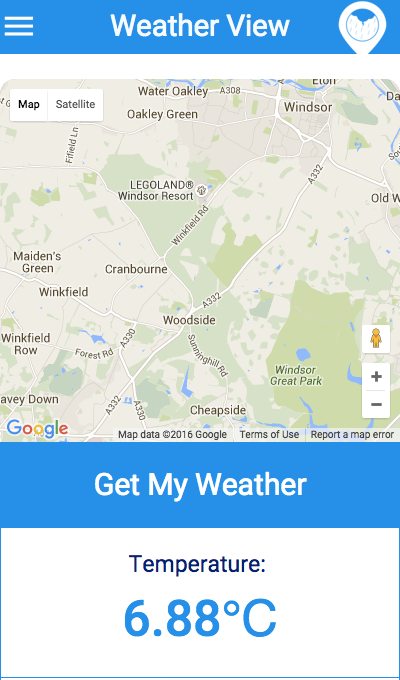 Weather View
Map Satellite
Water Oakley
A308
Eton
Oakley Green
Windsor
Fifield Ln
A332
LEGOLAND®
Windsor Resort
Old W
Winkfield Rd
Maiden's
Green
Cranbourne
Winkfield
A332
Woodside
A330
Winkfield
Row
Forest Rd
Sunninghill Rd
Windsor
Great Park
avey Down
A332
A330
Cheapside
Google
Map data ©2016 Google Terms of Use Report a map error
Get My Weather
Temperature:
6.88°C